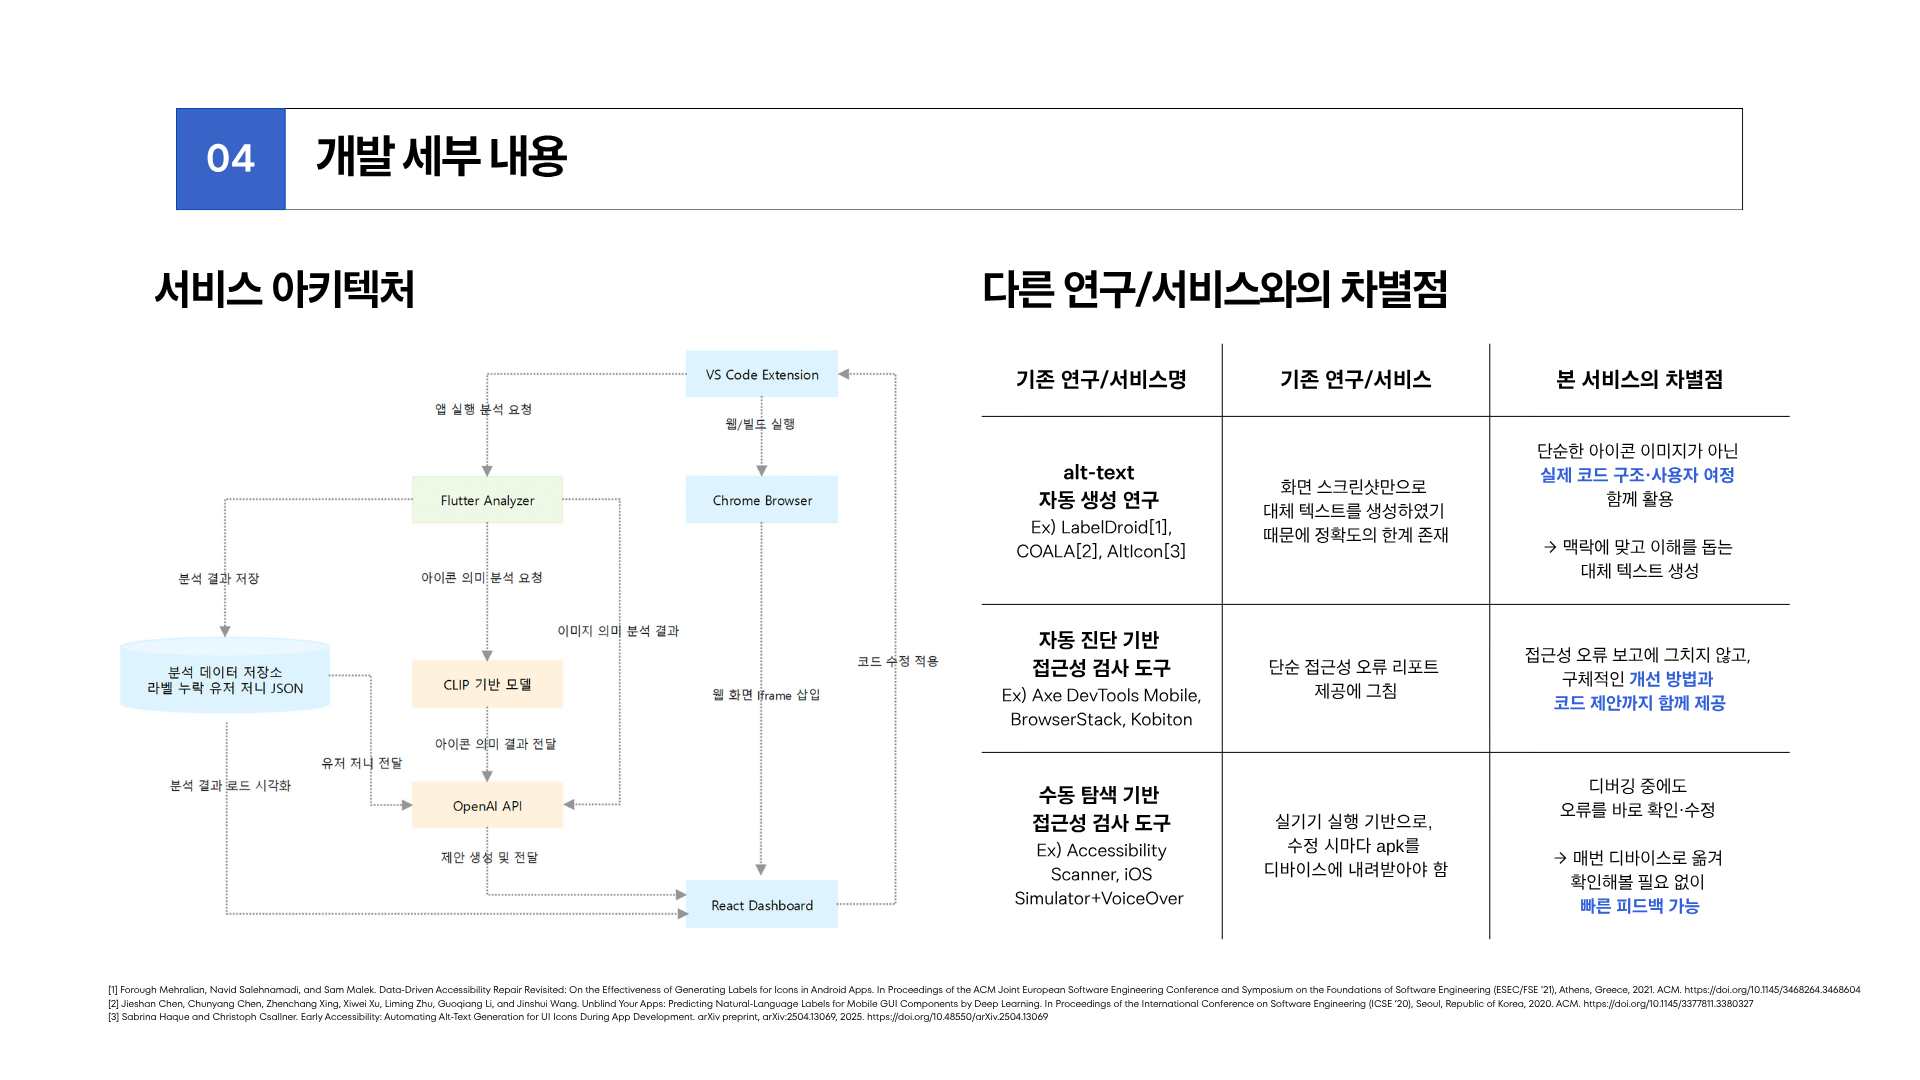 04
개발 세부 내용
서비스 아키텍처
VS Code Extension
앱 실행 분석 요청
웹/빌드 실행
Flutter Analyzer
Chrome Browser
분석 결과 저장
아이콘 의미 분석 요청
이미지 의미 분석 결과
코드 수정 적용
분석 데이터 저장소
라벨 누락 유저 저니 JSON
CLIP 기반 모델
웹 화면 Iframe 삽입
아이콘 의미 결과 전달
유저 저니 전달
분석 결과 로드 시각화
OpenAI API
제안 생성 및 전달
React Dashboard
다른 연구/서비스와의 차별점
기존 연구/서비스명
기존 연구/서비스
본 서비스의 차별점
alt-text
자동 생성 연구
Ex) LabelDroid[1],
COALA[2], AltIcon[3]
화면 스크린샷만으로
대체 텍스트를 생성하였기
때문에 정확도의 한계 존재
단순한 아이콘 이미지가 아닌
실제 코드 구조·사용자 여정
함께 활용
→ 맥락에 맞고 이해를 돕는
대체 텍스트 생성
자동 진단 기반
접근성 검사 도구
Ex) Axe DevTools Mobile,
BrowserStack, Kobiton
단순 접근성 오류 리포트
제공에 그침
접근성 오류 보고에 그치지 않고,
구체적인 개선 방법과
코드 제안까지 함께 제공
수동 탐색 기반
접근성 검사 도구
Ex) Accessibility
Scanner, iOS
Simulator+VoiceOver
실기기 실행 기반으로,
수정 시마다 apk를
디바이스에 내려받아야 함
디버깅 중에도
오류를 바로 확인·수정
→ 매번 디바이스로 옮겨
확인해볼 필요 없이
빠른 피드백 가능
[1] Forough Mehralian, Navid Salehnamadi, and Sam Malek. Data-Driven Accessibility Repair Revisited: On the Effectiveness of Generating Labels for Icons in Android Apps. In Proceedings of the ACM Joint European Software Engineering Conference and Symposium on the Foundations of Software Engineering (ESEC/FSE '21), Athens, Greece, 2021. ACM. https://doi.org/10.1145/3468264.3468604
[2] Jieshan Chen, Chunyang Chen, Zhenchang Xing, Xiwei Xu, Liming Zhu, Guoqiang Li, and Jinshui Wang. Unblind Your Apps: Predicting Natural-Language Labels for Mobile GUI Components by Deep Learning. In Proceedings of the International Conference on Software Engineering (ICSE '20), Seoul, Republic of Korea, 2020. ACM. https://doi.org/10.1145/3377811.3380327
[3] Sabrina Haque and Christoph Csallner. Early Accessibility: Automating Alt-Text Generation for UI Icons During App Development. arXiv preprint, arXiv:2504.13069, 2025. https://doi.org/10.48550/arXiv.2504.13069